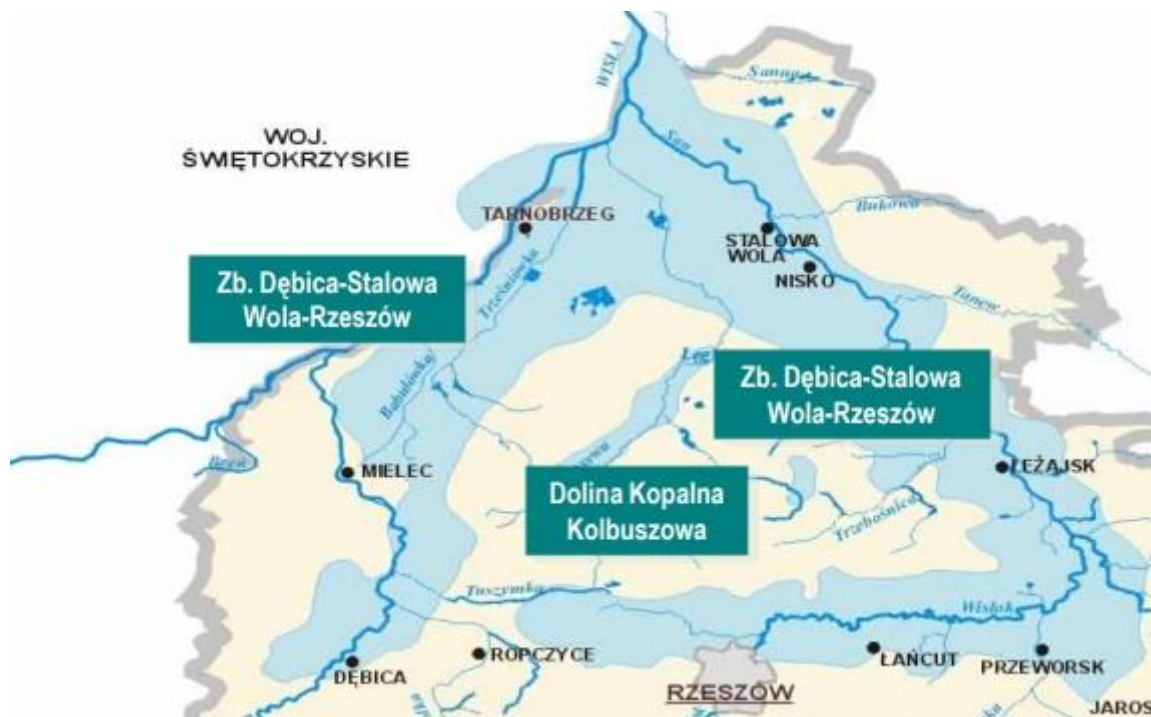 WISŁA
Sanna
WOJ.
ŚWIĘTOKRZYSKIE
San
Bukowa
TARNOBRZEG
STALOWA
WOLA
NISKO
Trześniówka
Tanew
Zb. Dębica-Stalowa
Wola-Rzeszów
Łęg
Zb. Dębica-Stalowa
Wola-Rzeszów
Babulówka
Breń
MIELEC
LEŻAJSK
Dolina Kopalna
Kolbuszowa
Trzebośnica
Tuszymka
Wisłok
DĘBICA
ROPCZYCE
ŁAŃCUT
PRZEWORSK
RZESZÓW
JAROS